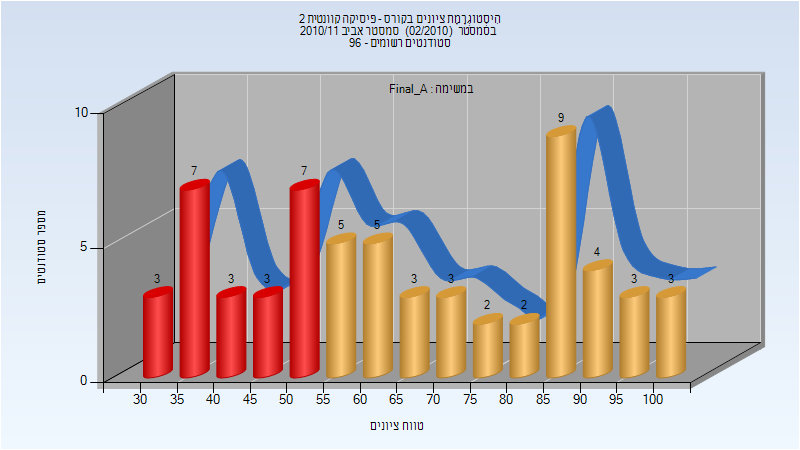 היסטוגרמת ציונים בקורס - פיסיקה קוונטית 2
בסמסטר (02/2010) סמסטר אביב 2010/11
סטודנטים רשומים - 96
במשימה : Final_A
10
5
0
מספר סטודנטים
3 7 3 3 7 5 5 3 3 2 2 9 4 3 3
30 35 40 45 50 55 60 65 70 75 80 85 90 95 100
טווח ציונים